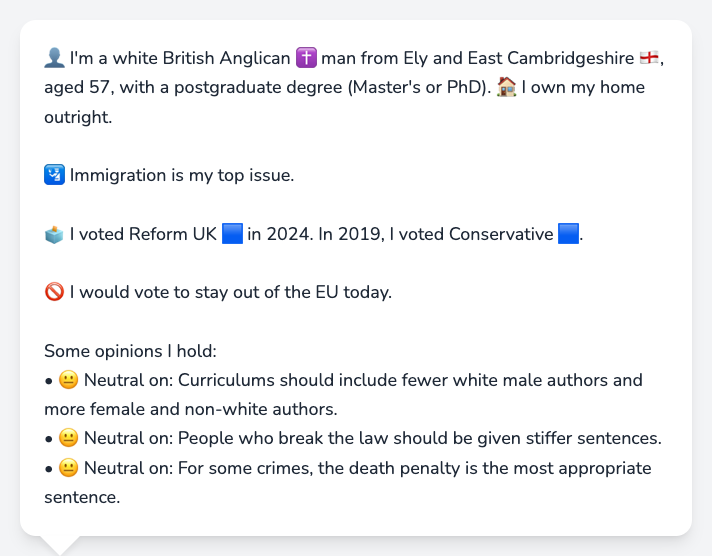 👤 I'm a white British Anglican ✝️ man from Ely and East Cambridgeshire 🏴󠁧󠁢󠁥󠁮󠁧󠁿,
aged 57, with a postgraduate degree (Master's or PhD). 🏠 I own my home
outright.
🛂 Immigration is my top issue.
🗳️ I voted Reform UK 🟦 in 2024. In 2019, I voted Conservative 🟦.
🚫 I would vote to stay out of the EU today.
Some opinions I hold:
• 😐 Neutral on: Curriculums should include fewer white male authors and
more female and non-white authors.
• 😐 Neutral on: People who break the law should be given stiffer sentences.
• 😐 Neutral on: For some crimes, the death penalty is the most appropriate
sentence.